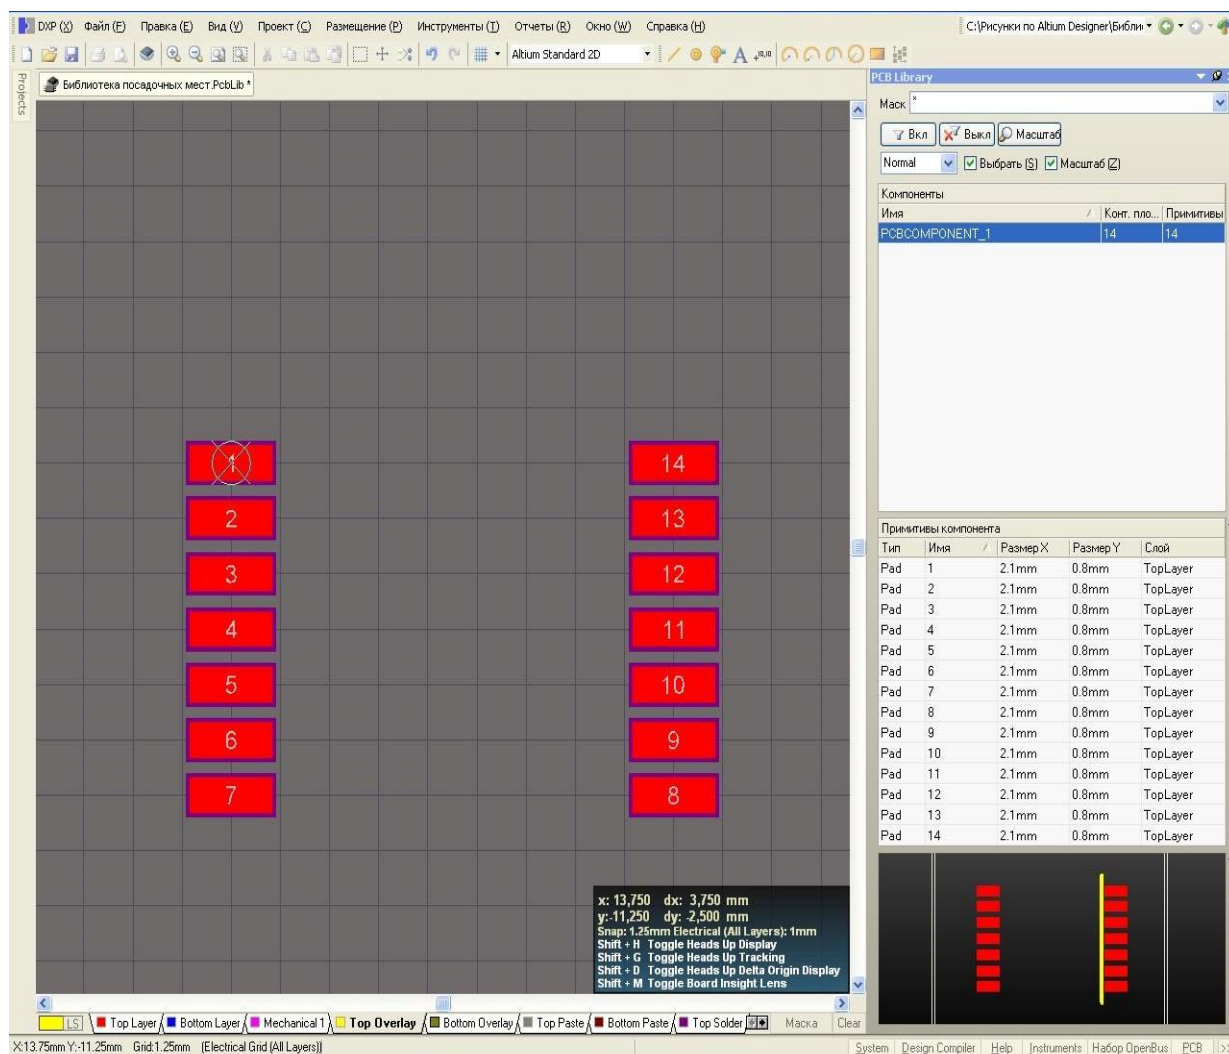 DXP (X) Файл (F) Правка (E) Вид (V) Проект (C) Размещение (P) Инструменты (T) Отчеты (R) Окно (W) Справка (H) C:\Рисунки по Altium Designer\Библи
Altium Standard 2D
Projects
Библиотека посадочных мест.PcbLib *
PCB Library
Маск *
Вкл Выкл Масштаб
Normal Выбрать (S) Масштаб (Z)
Компоненты
Имя Конт. пло... Примитивы
PCBCOMPONENT_1 14 14
1 14
2 13
3 12
4 11
5 10
6 9
7 8
Примитивы компонента
Тип Имя Размер X Размер Y Слой
Pad 1 2.1mm 0.8mm TopLayer
Pad 2 2.1mm 0.8mm TopLayer
Pad 3 2.1mm 0.8mm TopLayer
Pad 4 2.1mm 0.8mm TopLayer
Pad 5 2.1mm 0.8mm TopLayer
Pad 6 2.1mm 0.8mm TopLayer
Pad 7 2.1mm 0.8mm TopLayer
Pad 8 2.1mm 0.8mm TopLayer
Pad 9 2.1mm 0.8mm TopLayer
Pad 10 2.1mm 0.8mm TopLayer
Pad 11 2.1mm 0.8mm TopLayer
Pad 12 2.1mm 0.8mm TopLayer
Pad 13 2.1mm 0.8mm TopLayer
Pad 14 2.1mm 0.8mm TopLayer
x: 13,750 dx: 3,750 mm
y:-11,250 dy: -2,500 mm
Snap: 1.25mm Electrical (All Layers): 1mm
Shift + H Toggle Heads Up Display
Shift + G Toggle Heads Up Tracking
Shift + D Toggle Heads Up Delta Origin Display
Shift + M Toggle Board Insight Lens
LS Top Layer Bottom Layer Mechanical 1 Top Overlay Bottom Overlay Top Paste Bottom Paste Top Solder Маска Clear
X:13.75mm Y:-11.25mm Grid:1.25mm (Electrical Grid (All Layers)) System Design Compiler Help Instruments Набор OpenBus PCB